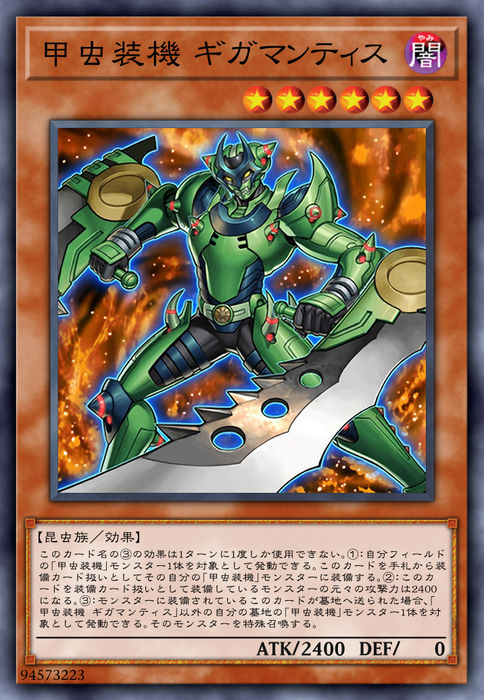 甲虫装機 ギガマンティス
やみ
闇
【昆虫族／効果】
このカード名の③の効果は1ターンに1度しか使用できない。①：自分フィールド
の「甲虫装機」モンスター1体を対象として発動できる。このカードを手札から装
備カード扱いとしてその自分の「甲虫装機」モンスターに装備する。②：このカー
ドを装備カード扱いとして装備しているモンスターの元々の攻撃力は2400
になる。③：モンスターに装備されているこのカードが墓地へ送られた場合、「甲
甲虫装機 ギガマンティス」以外の自分の墓地の「甲虫装機」モンスター1体を対
象として発動できる。そのモンスターを特殊召喚する。
ATK/2400 DEF/ 0
94573223